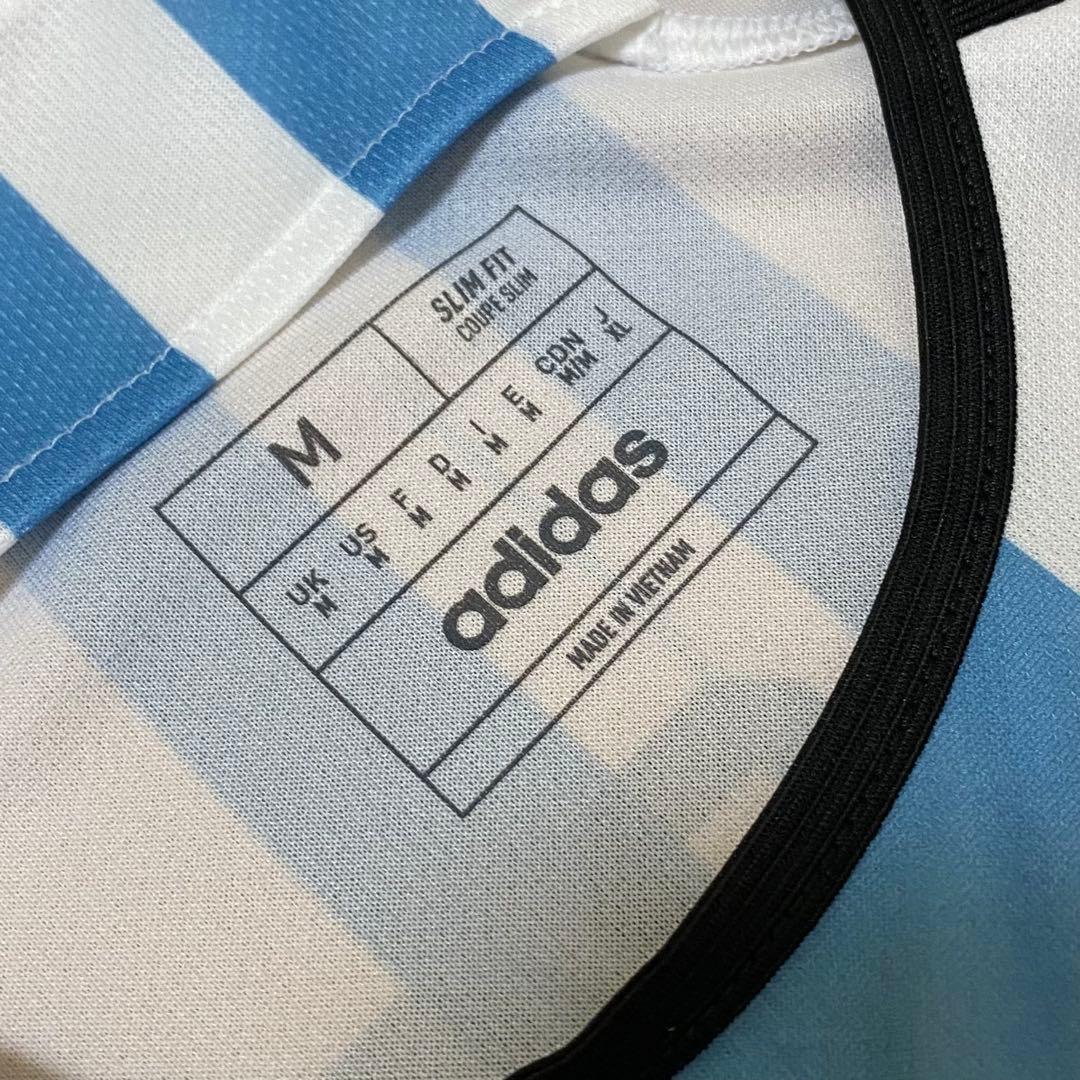 M
SLIM FIT
COUPE SLIM
UK US F D I E CDN J
M M M M M M M/M XL
adidas
MADE IN VIETNAM